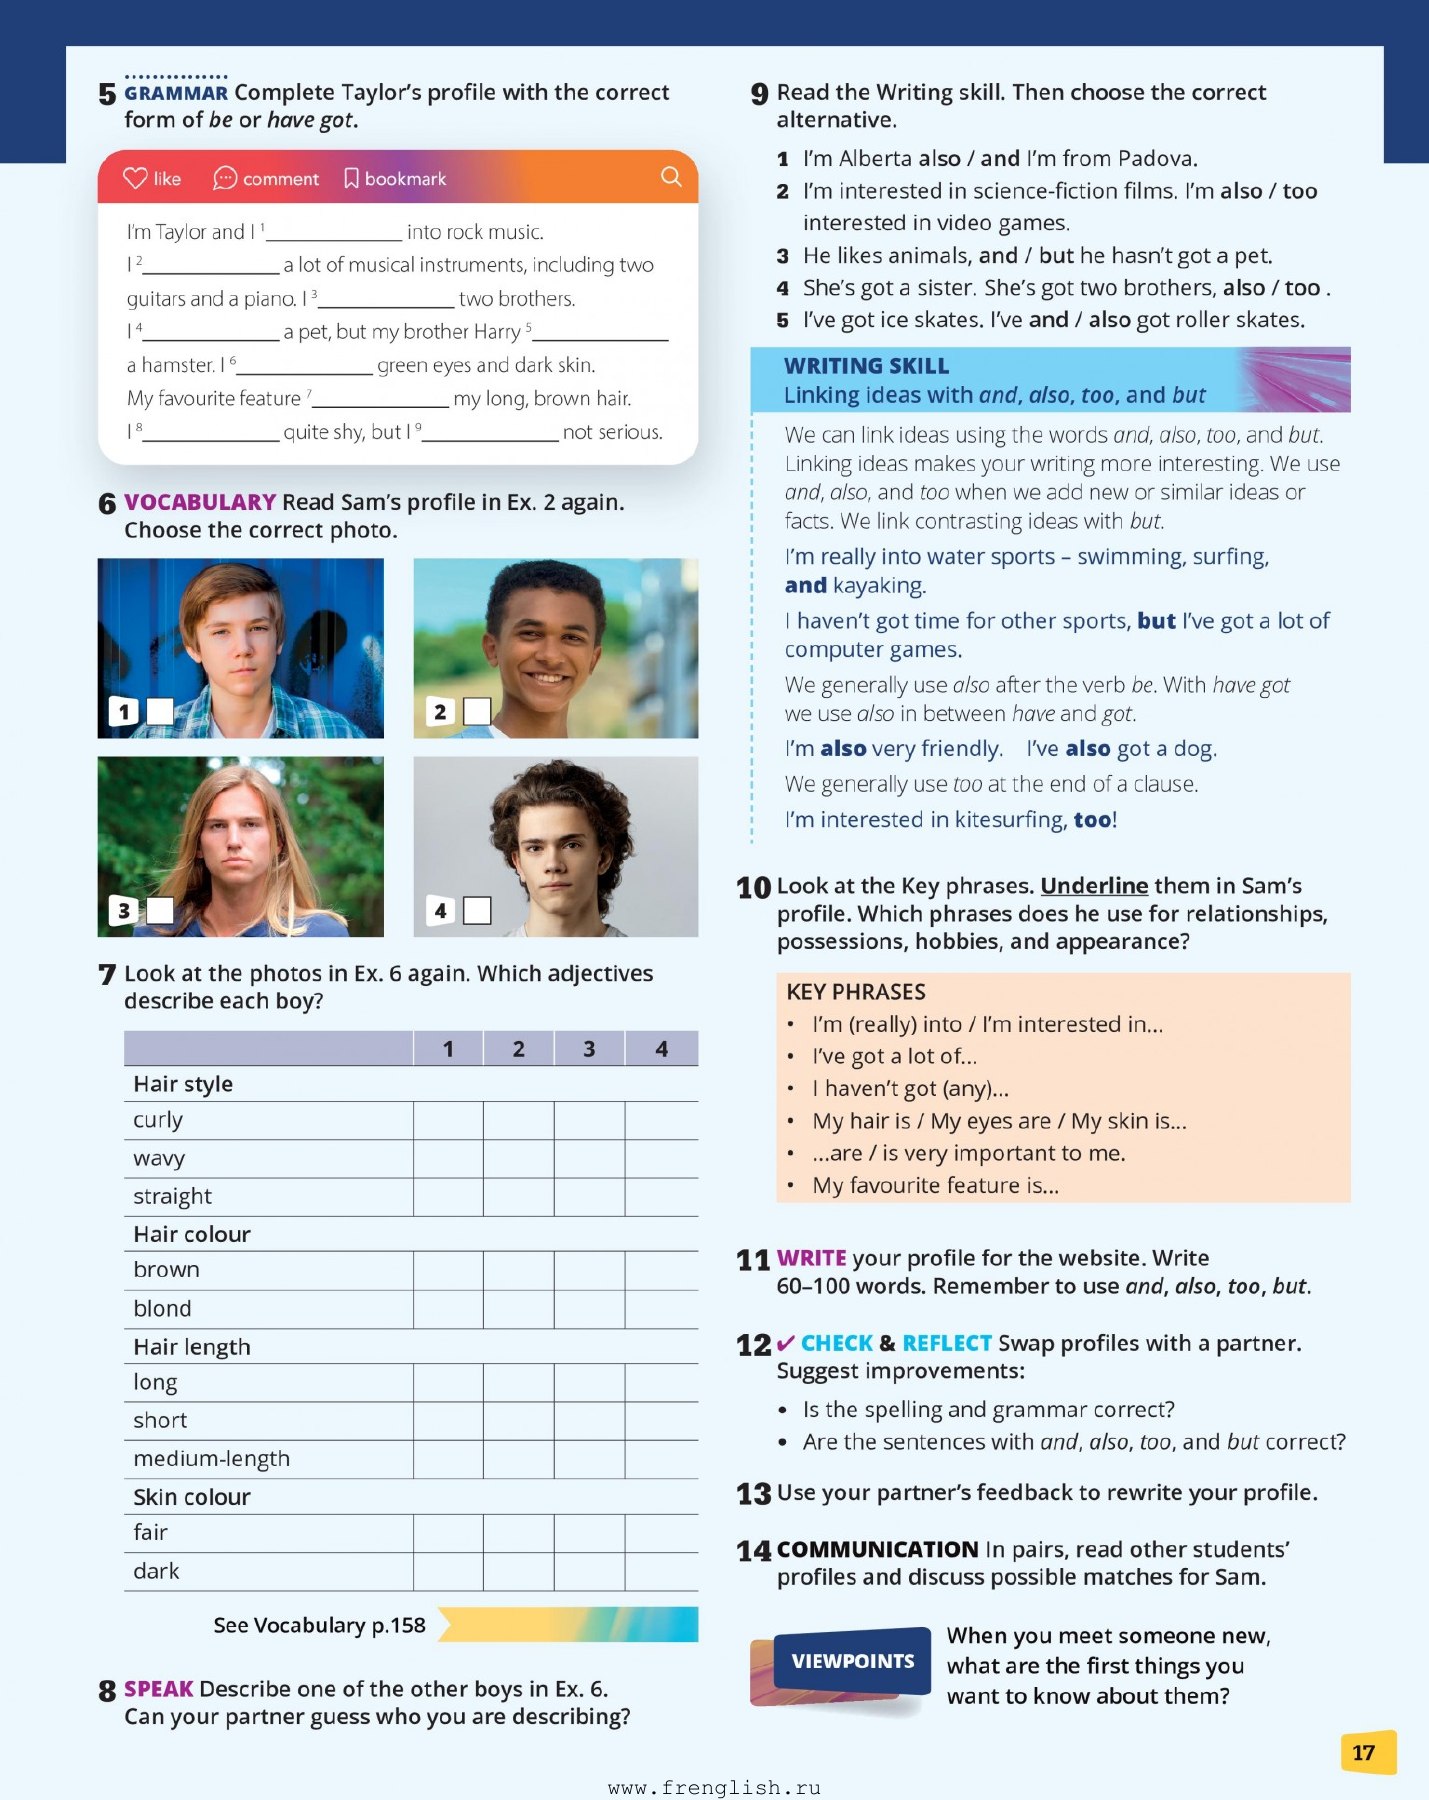 5 GRAMMAR Complete Taylor's profile with the correct
form of be or have got.
like comment bookmark
I'm Taylor and I 1____________ into rock music.
I 2____________ a lot of musical instruments, including two
guitars and a piano. I 3____________ two brothers.
I 4____________ a pet, but my brother Harry 5____________
a hamster. I 6____________ green eyes and dark skin.
My favourite feature 7____________ my long, brown hair.
I 8____________ quite shy, but I 9____________ not serious.
6 VOCABULARY Read Sam's profile in Ex. 2 again.
Choose the correct photo.
1
2
3
4
7 Look at the photos in Ex. 6 again. Which adjectives
describe each boy?
1 2 3 4
Hair style
curly
wavy
straight
Hair colour
brown
blond
Hair length
long
short
medium-length
Skin colour
fair
dark
See Vocabulary p.158
8 SPEAK Describe one of the other boys in Ex. 6.
Can your partner guess who you are describing?
9 Read the Writing skill. Then choose the correct
alternative.
1 I'm Alberta also / and I'm from Padova.
2 I'm interested in science-fiction films. I'm also / too
interested in video games.
3 He likes animals, and / but he hasn't got a pet.
4 She's got a sister. She's got two brothers, also / too .
5 I've got ice skates. I've and / also got roller skates.
WRITING SKILL
Linking ideas with and, also, too, and but
We can link ideas using the words and, also, too, and but.
Linking ideas makes your writing more interesting. We use
and, also, and too when we add new or similar ideas or
facts. We link contrasting ideas with but.
I'm really into water sports – swimming, surfing,
and kayaking.
I haven't got time for other sports, but I've got a lot of
computer games.
We generally use also after the verb be. With have got
we use also in between have and got.
I'm also very friendly. I've also got a dog.
We generally use too at the end of a clause.
I'm interested in kitesurfing, too!
10 Look at the Key phrases. Underline them in Sam's
profile. Which phrases does he use for relationships,
possessions, hobbies, and appearance?
KEY PHRASES
• I'm (really) into / I'm interested in...
• I've got a lot of...
• I haven't got (any)...
• My hair is / My eyes are / My skin is...
• ...are / is very important to me.
• My favourite feature is...
11 WRITE your profile for the website. Write
60–100 words. Remember to use and, also, too, but.
12 ✔ CHECK & REFLECT Swap profiles with a partner.
Suggest improvements:
• Is the spelling and grammar correct?
• Are the sentences with and, also, too, and but correct?
13 Use your partner's feedback to rewrite your profile.
14 COMMUNICATION In pairs, read other students'
profiles and discuss possible matches for Sam.
VIEWPOINTS
When you meet someone new,
what are the first things you
want to know about them?
17
www.frenglish.ru